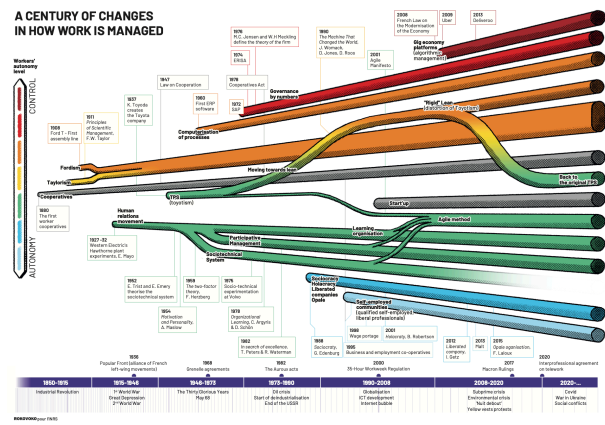 A CENTURY OF CHANGES
IN HOW WORK IS MANAGED
Workers'
autonomy
level
CONTROL
AUTONOMY
1908
Ford T - First
assembly line
1911
Principles
of Scientific
Management,
F. W. Taylor
1937
K. Toyoda
creates
the Toyota
company
1947
Law on Cooperation
1960
First ERP
software
1972
SAP
1976
M.C. Jensen and W.H Meckling
define the theory of the firm
1974
ERISA
1978
Cooperatives Act
1990
The Machine That
Changed the World,
J. Womack,
D. Jones, D. Roos
2001
Agile
Manifesto
2008
French Law on
the Modernisation
of the Economy
2009
Uber
2013
Deliveroo
Gig economy
platforms
(algorithmic
management)
Governance
by numbers
Computerisation
of processes
"Rigid" Lean
(distortion of Toyotism)
Fordism
Taylorism
Cooperatives
Moving towards lean
TPS
(toyotism)
Back to
the original TPS
Start'up
1880
The first
worker
cooperatives
Human
relations
movement
Participative
Management
Sociotechnical
System
Learning
organisation
Agile method
1927-32
Western Electric's
Hawthorne plant
experiments, E. Mayo
1952
E. Trist and E. Emery
theorise the
sociotechnical system
1954
Motivation
and Personality,
A. Maslow
1959
The two-factor
theory,
F. Herzberg
1975
Socio-technical
experimentation
at Volvo
1978
Organizational
Learning, C. Argyris
& D. Schön
1982
In search of excellence,
T. Peters & R. Waterman
Sociocracy
Holacracy
Liberated
companies
Opale
Self-employed
communities
(qualified self-employed,
liberal professionals)
1988
Sociocracy,
G. Edenburg
1988
Wage portage
1995
Business and employment co-operatives
2001
Holacraty, B. Robertson
2012
Liberated
company,
I. Getz
2013
Malt
2015
Opale organisation,
F. Laloux
1936
Popular Front (alliance of French
left-wing movements)
1968
Grenelle agreements
1982
The Auroux acts
2000
35-Hour Workweek Regulation
2017
Macron Rulings
2020
Interprofessional agreement
on telework
1850-1915
1915-1946
1946-1973
1973-1990
1990-2008
2008-2020
2020-...
Industrial Revolution
1st World War
Great Depression
2nd World War
The Thirty Glorious Years
May 68
Oil crisis
Start of deindustrialisation
End of the USSR
Globalization
ICT development
Internet bubble
Subprime crisis
Environmental crisis
"Nuit debout"
Yellow vests protests
Covid
War in Ukraine
Social conflicts